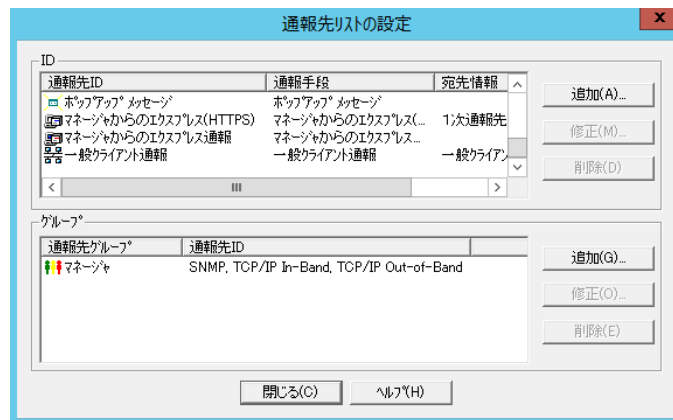 通報先リストの設定
x
ID
通報先ID 通報手段 宛先情報
ポップアップ メッセージ ポップアップ メッセージ
マネージャからのエクスプレス(HTTPS) マネージャからのエクスプレス(... 1次通報先
マネージャからのエクスプレス通報 マネージャからのエクスプレス...
一般クライアント通報 一般クライアント通報 一般クライアン
追加(A)...
修正(M)...
削除(D)
グループ
通報先グループ 通報先ID
マネージャ SNMP, TCP/IP In-Band, TCP/IP Out-of-Band
追加(G)...
修正(O)...
削除(E)
閉じる(C) ヘルプ(H)